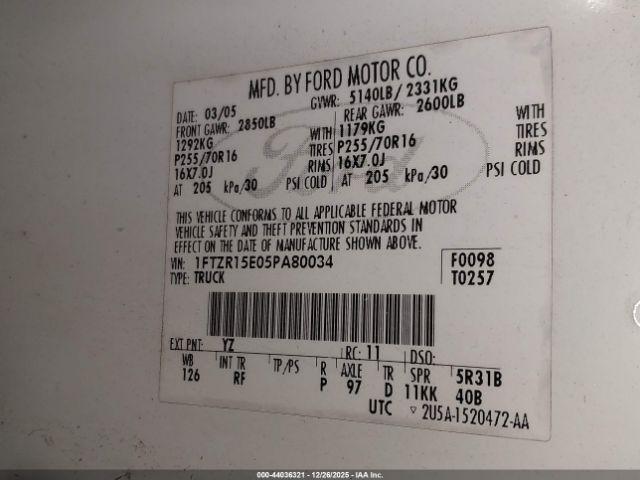 MFD. BY FORD MOTOR CO.
DATE: 03/05 GVWR: 5140LB/ 2331KG
FRONT GAWR: 2850LB REAR GAWR: 2600LB
1292KG WITH 1179KG WITH
P255/70R16 TIRES P255/70R16 TIRES
16X7.0J RIMS 16X7.0J RIMS
AT 205 kPa/30 PSI COLD AT 205 kPa/30 PSI COLD
Ford
THIS VEHICLE CONFORMS TO ALL APPLICABLE FEDERAL MOTOR
VEHICLE SAFETY AND THEFT PREVENTION STANDARDS IN
EFFECT ON THE DATE OF MANUFACTURE SHOWN ABOVE.
VIN: 1FTZR15E05PA80034 F0098
TYPE: TRUCK T0257
EXT PNT: YZ RC: 11 DSO:
WB INT TR TP/PS R AXLE TR SPR 5R31B
126 RF P 97 D 11KK 40B
UTC ▿ 2U5A-1520472-AA
000-44036321 - 12/26/2025 - IAA Inc.